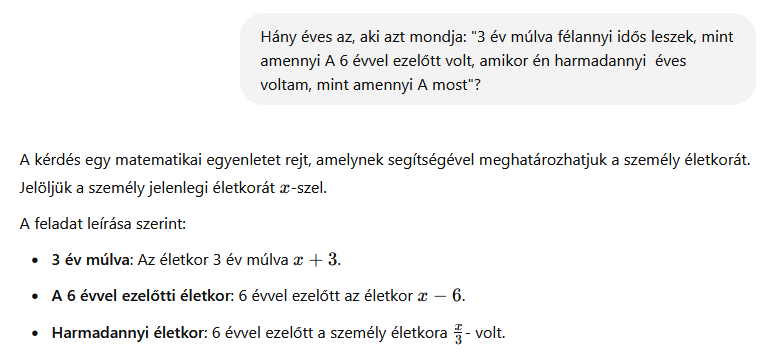 Hány éves az, aki azt mondja: "3 év múlva félannyi idős leszek, mint
amennyi A 6 évvel ezelőtt volt, amikor én harmadannyi  éves
voltam, mint amennyi A most"?
A kérdés egy matematikai egyenletet rejt, amelynek segítségével meghatározhatjuk a személy életkorát.
Jelöljük a személy jelenlegi életkorát x-szel.
A feladat leírása szerint:
• 3 év múlva: Az életkor 3 év múlva x + 3.
• A 6 évvel ezelőtti életkor: 6 évvel ezelőtt az életkor x − 6.
• Harmadannyi életkor: 6 évvel ezelőtt a személy életkora x/3- volt.